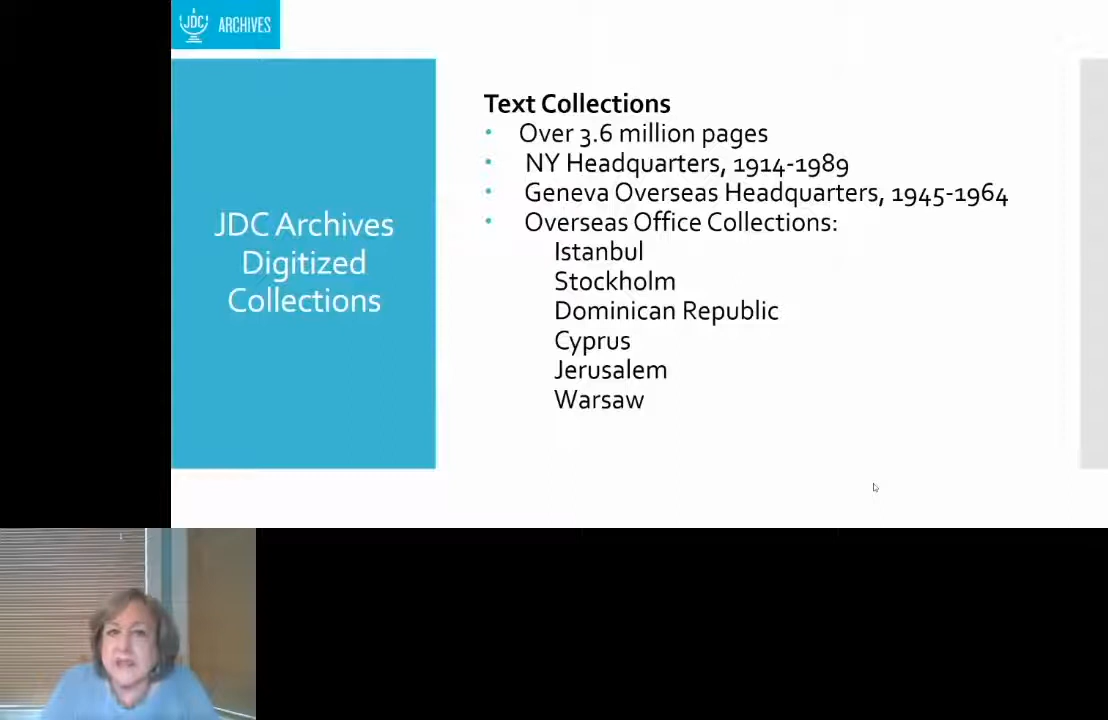 JDC ARCHIVES
JDC Archives
Digitized
Collections
Text Collections
• Over 3.6 million pages
• NY Headquarters, 1914-1989
• Geneva Overseas Headquarters, 1945-1964
• Overseas Office Collections:
Istanbul
Stockholm
Dominican Republic
Cyprus
Jerusalem
Warsaw